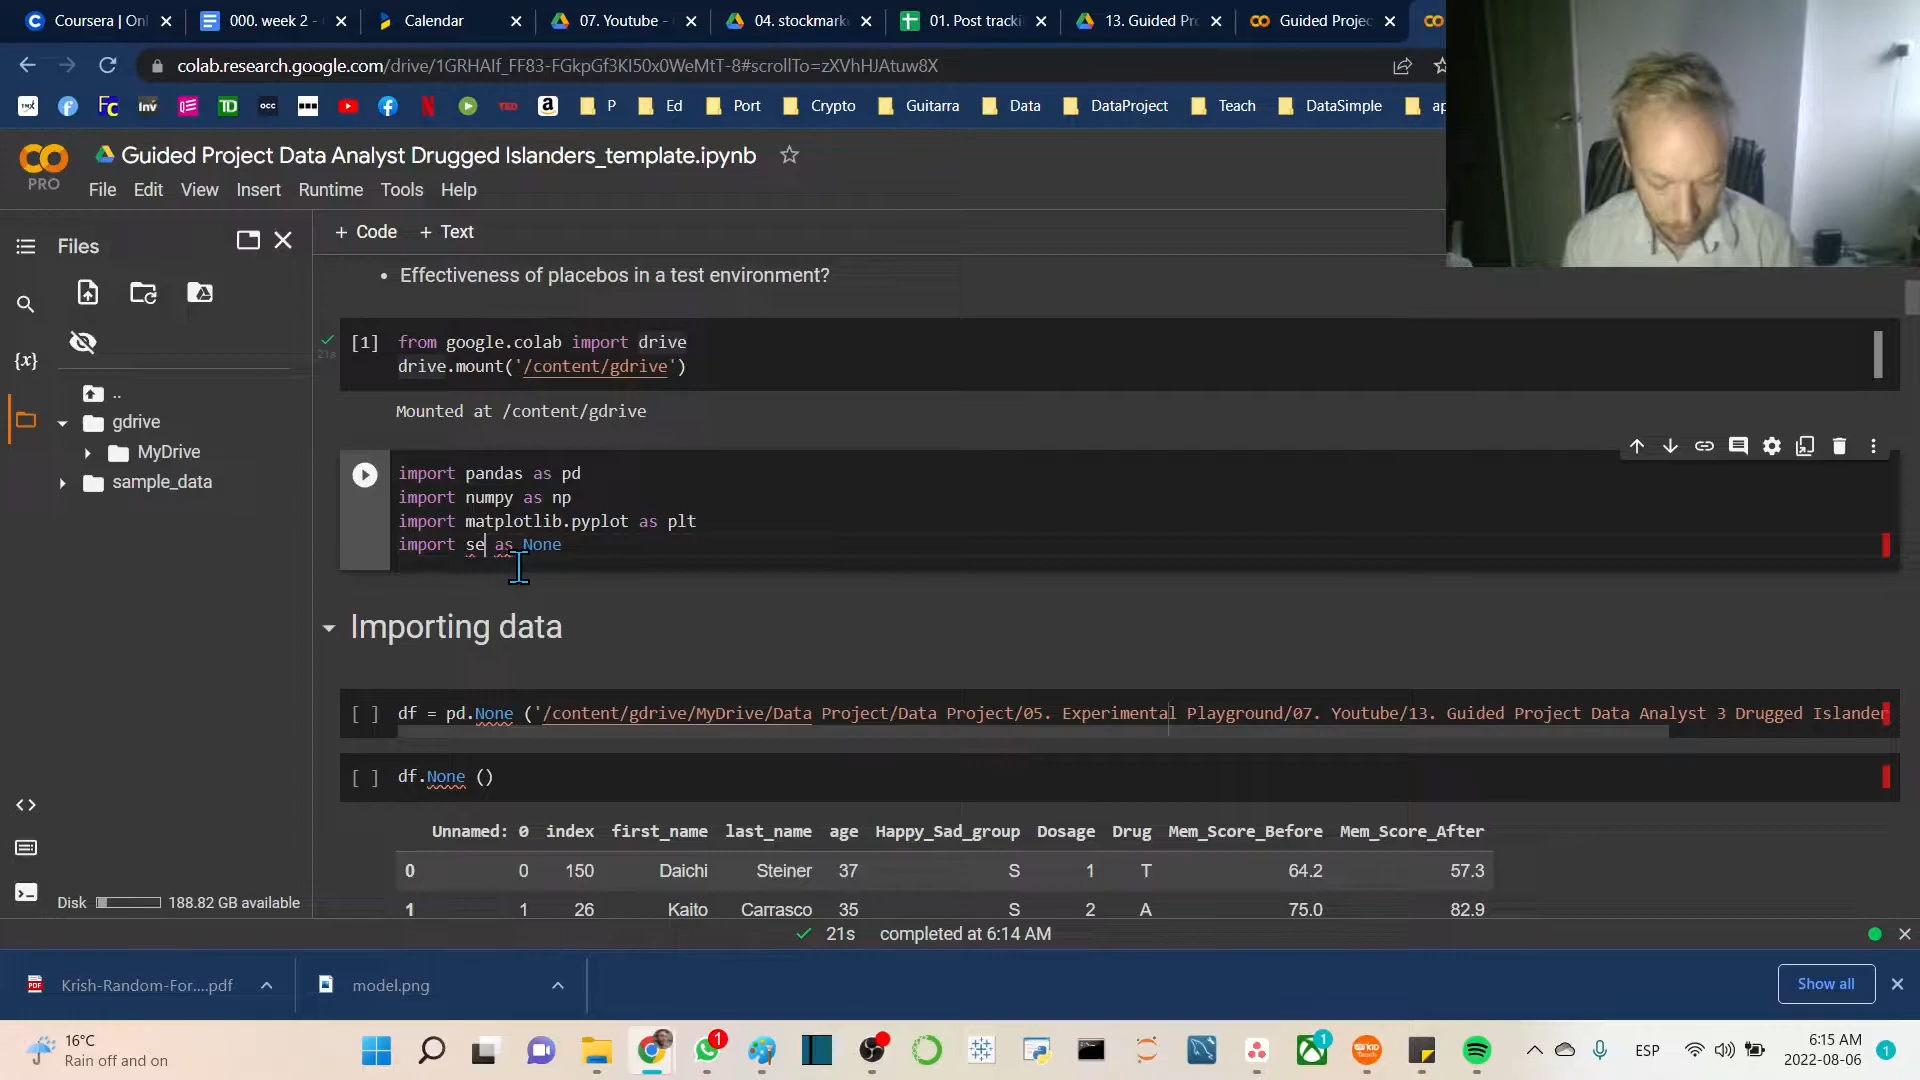 Coursera | Onl
000. week 2 -
Calendar
07. Youtube -
04. stockmark
01. Post tracki
13. Guided Pr
Guided Projec
colab.research.google.com/drive/1GRHAIf_FF83-FGkpGf3KI50x0WeMtT-8#scrollTo=zXVhHJAtuw8X
P
Ed
Port
Crypto
Guitarra
Data
DataProject
Teach
DataSimple
ap
PRO
Guided Project Data Analyst Drugged Islanders_template.ipynb
File Edit View Insert Runtime Tools Help
Files
+ Code + Text
Effectiveness of placebos in a test environment?
[1] from google.colab import drive
drive.mount('/content/gdrive')
21s
Mounted at /content/gdrive
..
gdrive
MyDrive
sample_data
import pandas as pd
import numpy as np
import matplotlib.pyplot as plt
import se as None
Importing data
[ ] df = pd.None ('/content/gdrive/MyDrive/Data Project/Data Project/05. Experimental Playground/07. Youtube/13. Guided Project Data Analyst 3 Drugged Islander
[ ] df.None ()
Unnamed: 0 index first_name last_name age Happy_Sad_group Dosage Drug Mem_Score_Before Mem_Score_After
0 0 150 Daichi Steiner 37 S 1 T 64.2 57.3
1 1 26 Kaito Carrasco 35 S 2 A 75.0 82.9
Disk 188.82 GB available
21s completed at 6:14 AM
Krish-Random-For....pdf
model.png
Show all
16°C
Rain off and on
ESP
6:15 AM
2022-08-06